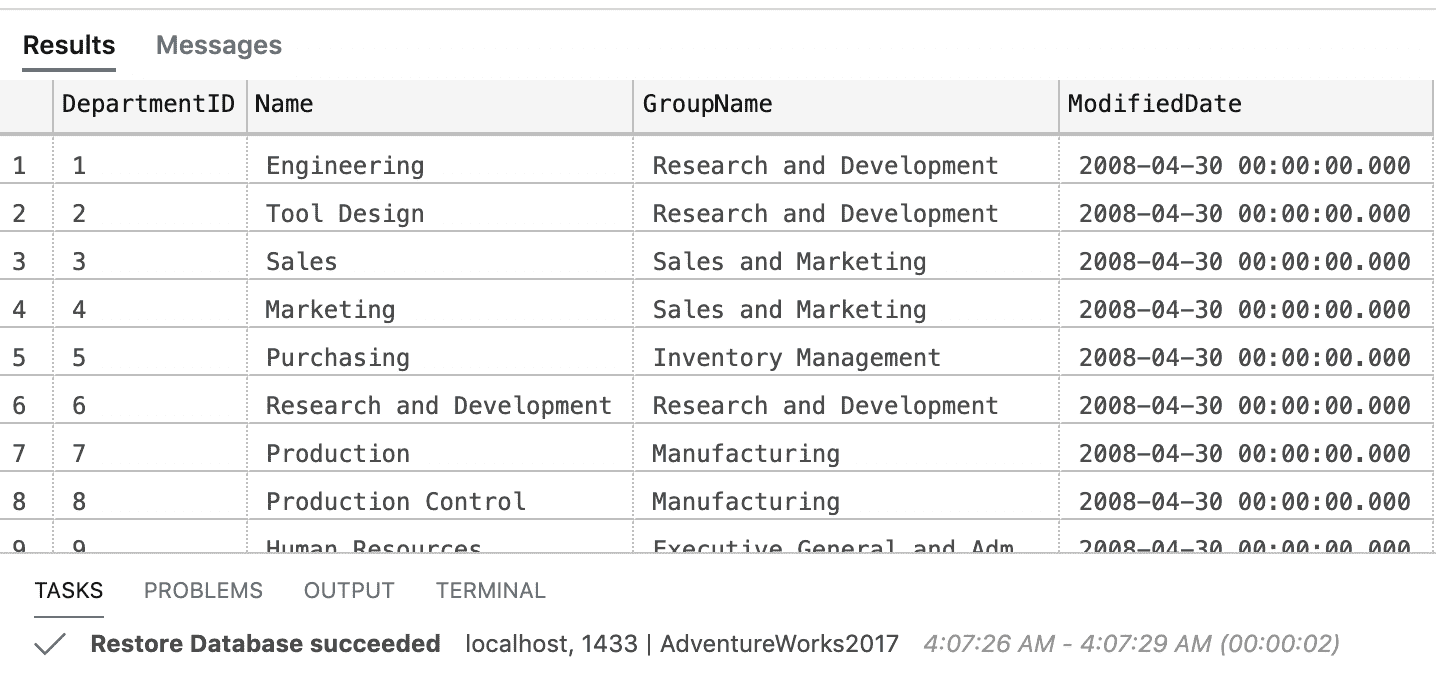 Results Messages
DepartmentID Name GroupName ModifiedDate
1 1 Engineering Research and Development 2008-04-30 00:00:00.000
2 2 Tool Design Research and Development 2008-04-30 00:00:00.000
3 3 Sales Sales and Marketing 2008-04-30 00:00:00.000
4 4 Marketing Sales and Marketing 2008-04-30 00:00:00.000
5 5 Purchasing Inventory Management 2008-04-30 00:00:00.000
6 6 Research and Development Research and Development 2008-04-30 00:00:00.000
7 7 Production Manufacturing 2008-04-30 00:00:00.000
8 8 Production Control Manufacturing 2008-04-30 00:00:00.000
9 9 Human Resources Executive General and Adm 2008-04-30 00:00:00.000
TASKS PROBLEMS OUTPUT TERMINAL
Restore Database succeeded localhost, 1433 | AdventureWorks2017 4:07:26 AM - 4:07:29 AM (00:00:02)